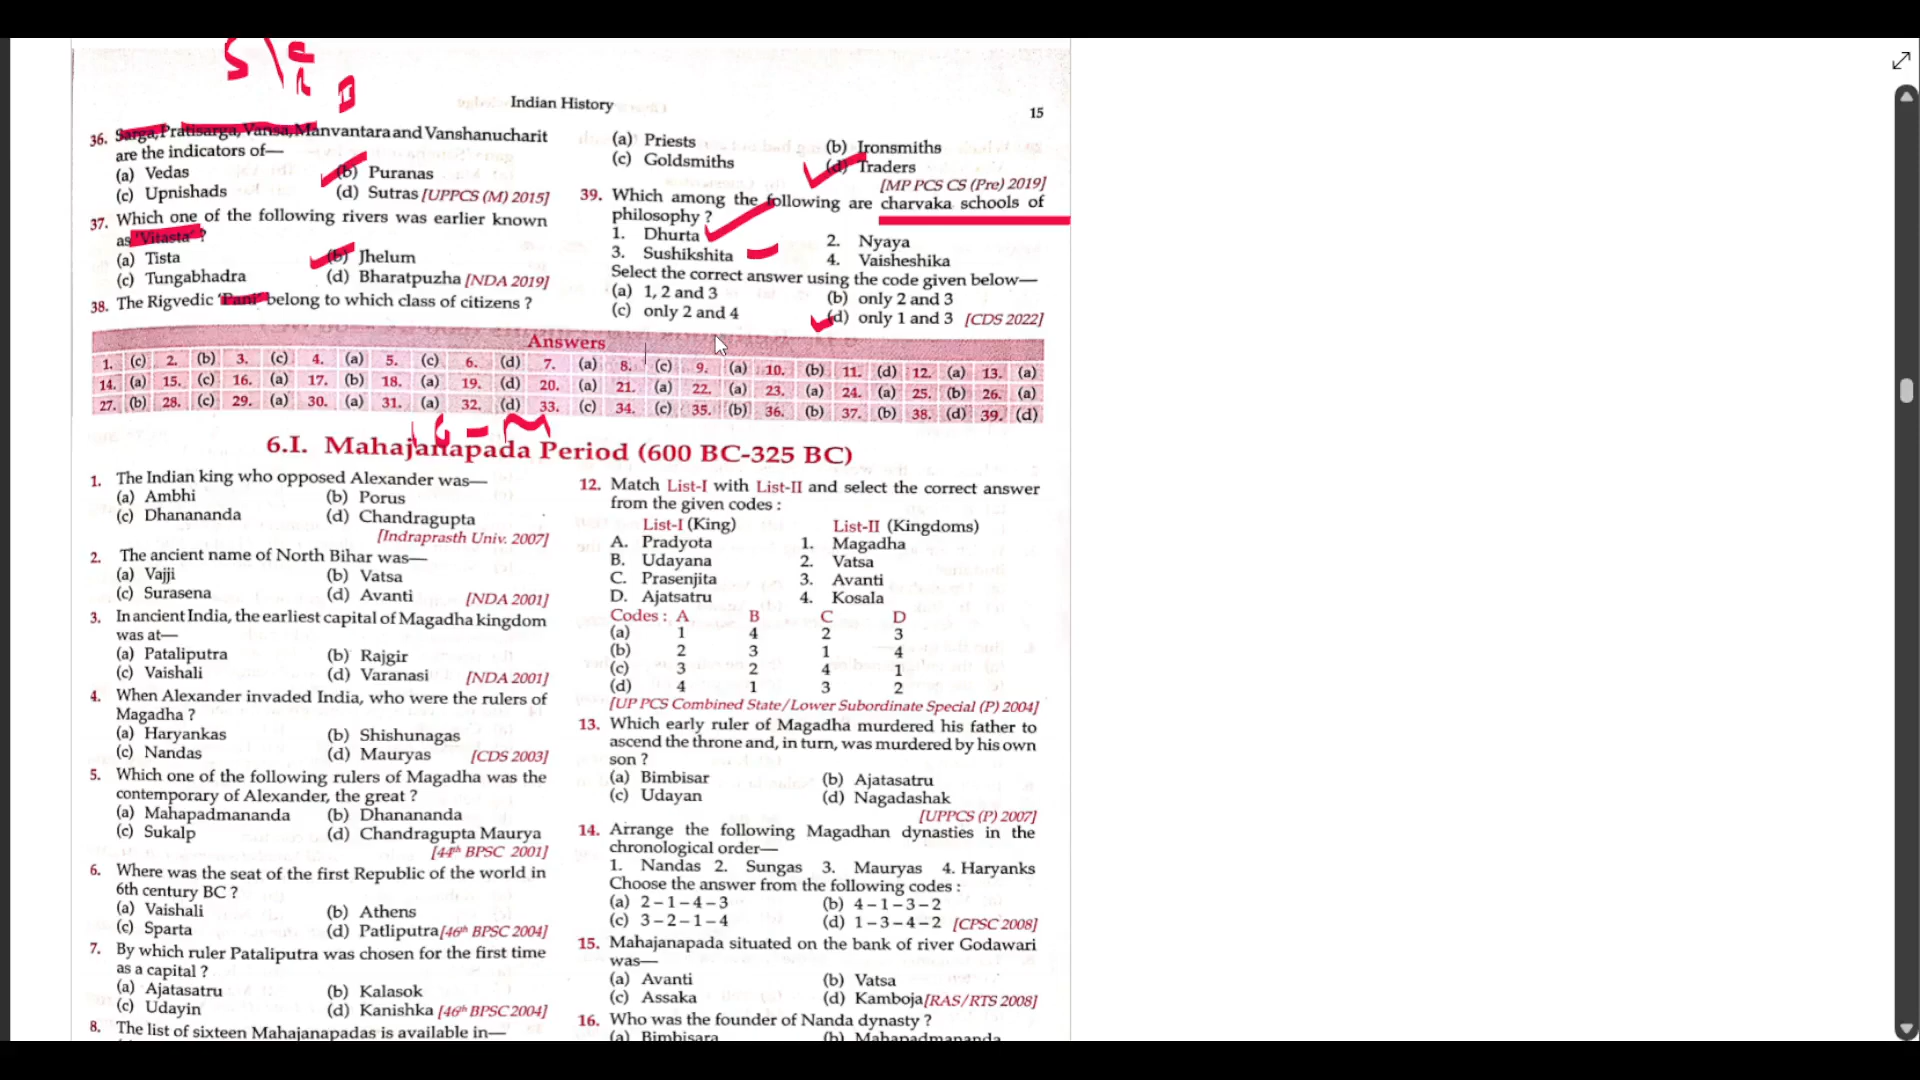 Indian History
15
36. Sarga, Pratisarga, Vansa, Manvantara and Vanshanucharit
are the indicators of—
(a) Vedas (b) Puranas
(c) Upnishads (d) Sutras [UPPCS (M) 2015]
37. Which one of the following rivers was earlier known
as 'Vitasta' ?
(a) Tista (b) Jhelum
(c) Tungabhadra (d) Bharatpuzha [NDA 2019]
38. The Rigvedic 'Pani' belong to which class of citizens ?
(a) Priests (b) Ironsmiths
(c) Goldsmiths (d) Traders
[MP PCS CS (Pre) 2019]
39. Which among the following are charvaka schools of
philosophy ?
1. Dhurta 2. Nyaya
3. Sushikshita 4. Vaisheshika
Select the correct answer using the code given below—
(a) 1, 2 and 3 (b) only 2 and 3
(c) only 2 and 4 (d) only 1 and 3 [CDS 2022]
Answers
1. (c) 2. (b) 3. (c) 4. (a) 5. (c) 6. (d) 7. (a) 8. (c) 9. (a) 10. (b) 11. (d) 12. (a) 13. (a)
14. (a) 15. (c) 16. (a) 17. (b) 18. (a) 19. (d) 20. (a) 21. (a) 22. (a) 23. (a) 24. (a) 25. (b) 26. (a)
27. (b) 28. (c) 29. (a) 30. (a) 31. (a) 32. (d) 33. (c) 34. (c) 35. (b) 36. (b) 37. (b) 38. (d) 39. (d)
6.I. Mahajanapada Period (600 BC-325 BC)
1. The Indian king who opposed Alexander was—
(a) Ambhi (b) Porus
(c) Dhanananda (d) Chandragupta
[Indraprasth Univ. 2007]
2. The ancient name of North Bihar was—
(a) Vajji (b) Vatsa
(c) Surasena (d) Avanti [NDA 2001]
3. In ancient India, the earliest capital of Magadha kingdom
was at—
(a) Pataliputra (b) Rajgir
(c) Vaishali (d) Varanasi [NDA 2001]
4. When Alexander invaded India, who were the rulers of
Magadha ?
(a) Haryankas (b) Shishunagas
(c) Nandas (d) Mauryas [CDS 2003]
5. Which one of the following rulers of Magadha was the
contemporary of Alexander, the great ?
(a) Mahapadmananda (b) Dhanananda
(c) Sukalp (d) Chandragupta Maurya
[44th BPSC 2001]
6. Where was the seat of the first Republic of the world in
6th century BC ?
(a) Vaishali (b) Athens
(c) Sparta (d) Patliputra [46th BPSC 2004]
7. By which ruler Pataliputra was chosen for the first time
as a capital ?
(a) Ajatasatru (b) Kalasok
(c) Udayin (d) Kanishka [46th BPSC 2004]
8. The list of sixteen Mahajanapadas is available in—
12. Match List-I with List-II and select the correct answer
from the given codes :
List-I (King) List-II (Kingdoms)
A. Pradyota 1. Magadha
B. Udayana 2. Vatsa
C. Prasenjita 3. Avanti
D. Ajatsatru 4. Kosala
Codes : A B C D
(a) 1 4 2 3
(b) 2 3 1 4
(c) 3 2 4 1
(d) 4 1 3 2
[UP PCS Combined State/Lower Subordinate Special (P) 2004]
13. Which early ruler of Magadha murdered his father to
ascend the throne and, in turn, was murdered by his own
son ?
(a) Bimbisar (b) Ajatasatru
(c) Udayan (d) Nagadashak
[UPPCS (P) 2007]
14. Arrange the following Magadhan dynasties in the
chronological order—
1. Nandas 2. Sungas 3. Mauryas 4. Haryanks
Choose the answer from the following codes :
(a) 2 – 1 – 4 – 3 (b) 4 – 1 – 3 – 2
(c) 3 – 2 – 1 – 4 (d) 1 – 3 – 4 – 2 [CPSC 2008]
15. Mahajanapada situated on the bank of river Godawari
was—
(a) Avanti (b) Vatsa
(c) Assaka (d) Kamboja [RAS/RTS 2008]
16. Who was the founder of Nanda dynasty ?
(a) Bimbisara (b) Mahapadmananda